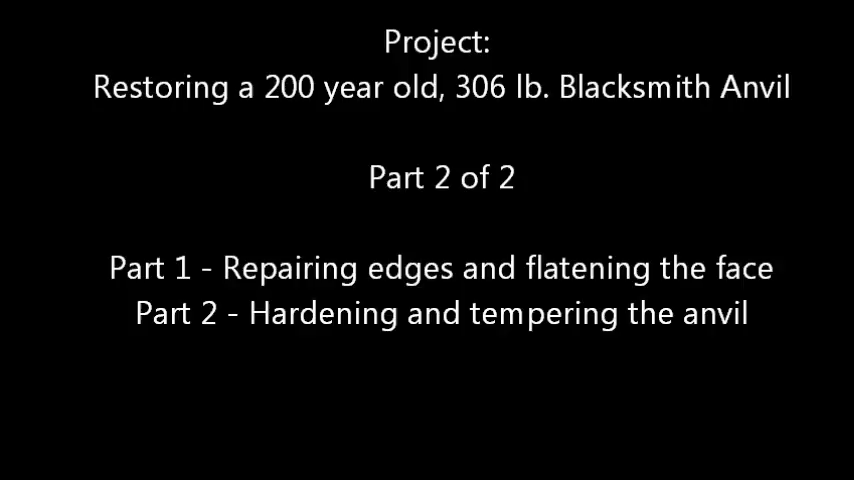 Project:
Restoring a 200 year old, 306 lb. Blacksmith Anvil
Part 2 of 2
Part 1 - Repairing edges and flatening the face
Part 2 - Hardening and tempering the anvil